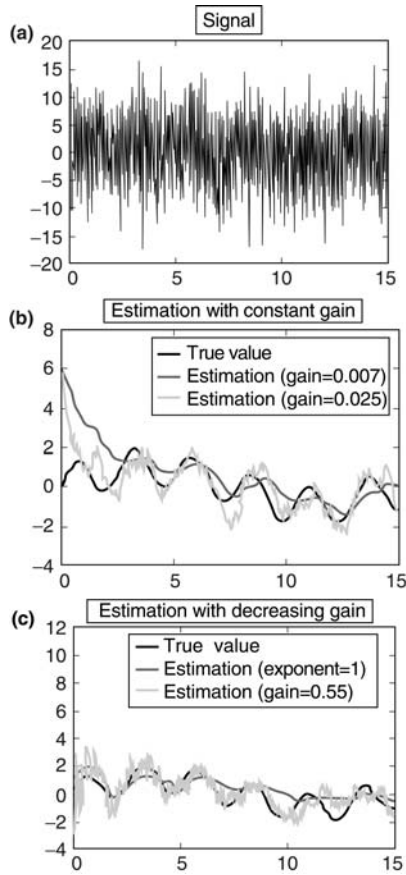 Signal
(a)
20
15
10
5
0
−5
−10
−15
−20
0 5 10 15
Estimation with constant gain
(b)
8
6
4
2
0
−2
−4
True value
Estimation (gain=0.007)
Estimation (gain=0.025)
0 5 10 15
Estimation with decreasing gain
(c)
12
10
8
6
4
2
0
−2
−4
True value
Estimation (exponent=1)
Estimation (gain=0.55)
0 5 10 15